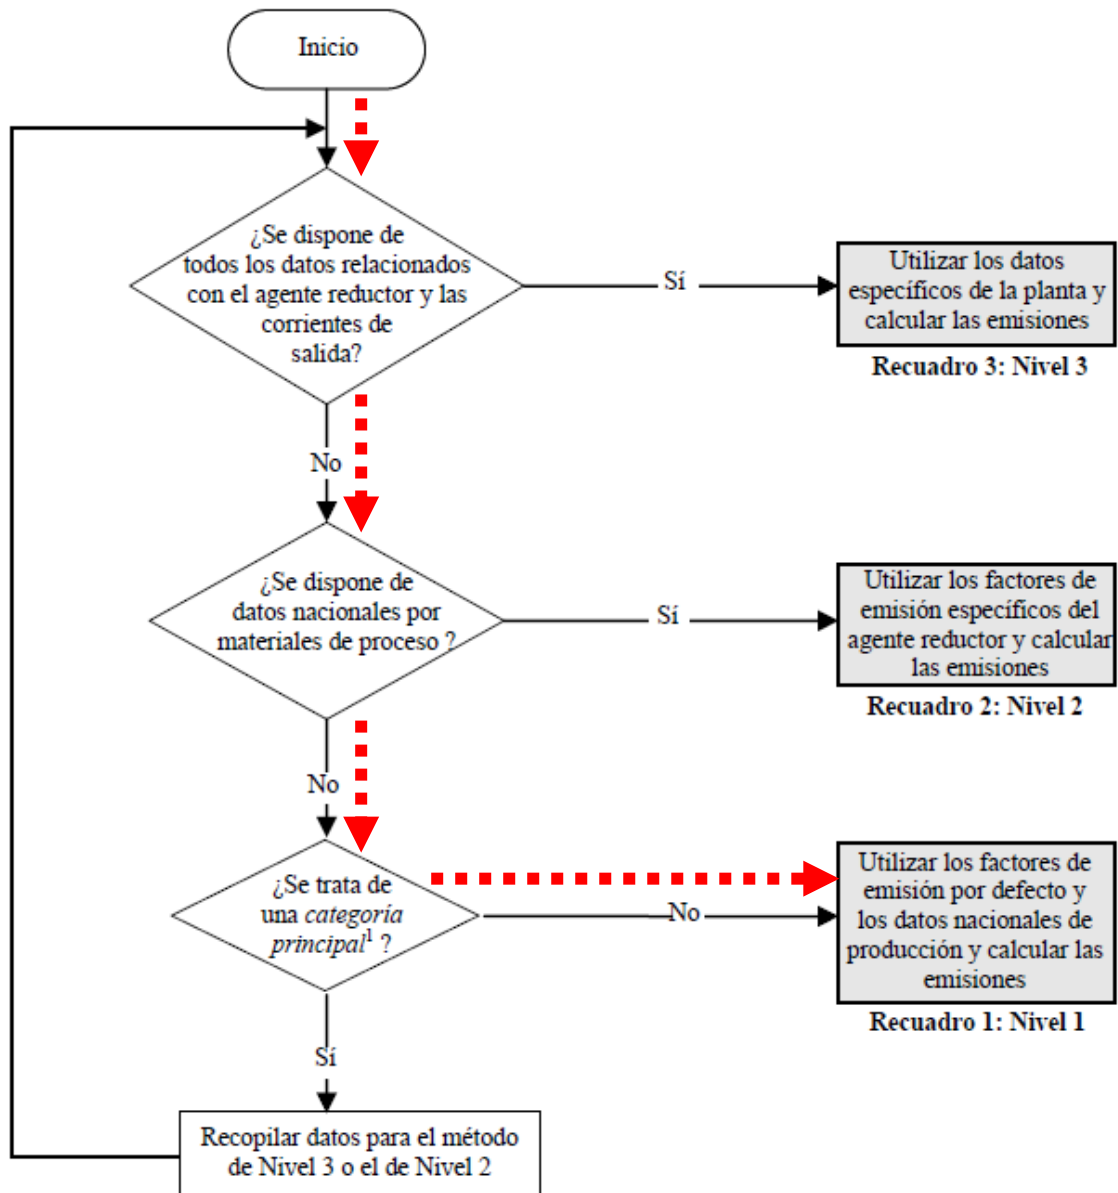 Inicio
¿Se dispone de
todos los datos relacionados
con el agente reductor y las
corrientes de
salida?
Sí
Utilizar los datos
específicos de la planta y
calcular las emisiones
Recuadro 3: Nivel 3
No
¿Se dispone de
datos nacionales por
materiales de proceso ?
Sí
Utilizar los factores de
emisión específicos del
agente reductor y calcular
las emisiones
Recuadro 2: Nivel 2
No
¿Se trata de
una categoría
principal¹ ?
No
Utilizar los factores de
emisión por defecto y
los datos nacionales de
producción y calcular las
emisiones
Recuadro 1: Nivel 1
Sí
Recopilar datos para el método
de Nivel 3 o el de Nivel 2